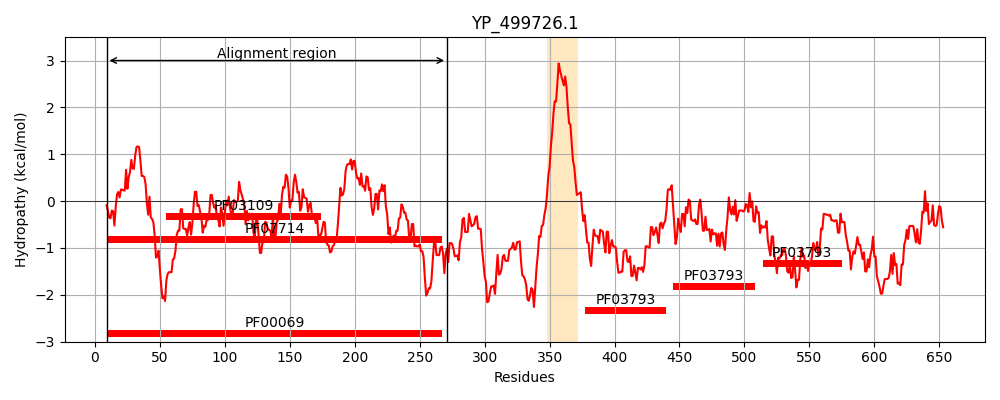 YP_499726.1
Hydropathy (kcal/mol)
3
2
1
0
−1
−2
−3
Alignment region
PF03109
PF07714
PF00069
PF03793
PF03793
PF03793
0 50 100 150 200 250 300 350 400 450 500 550 600 650
Residues